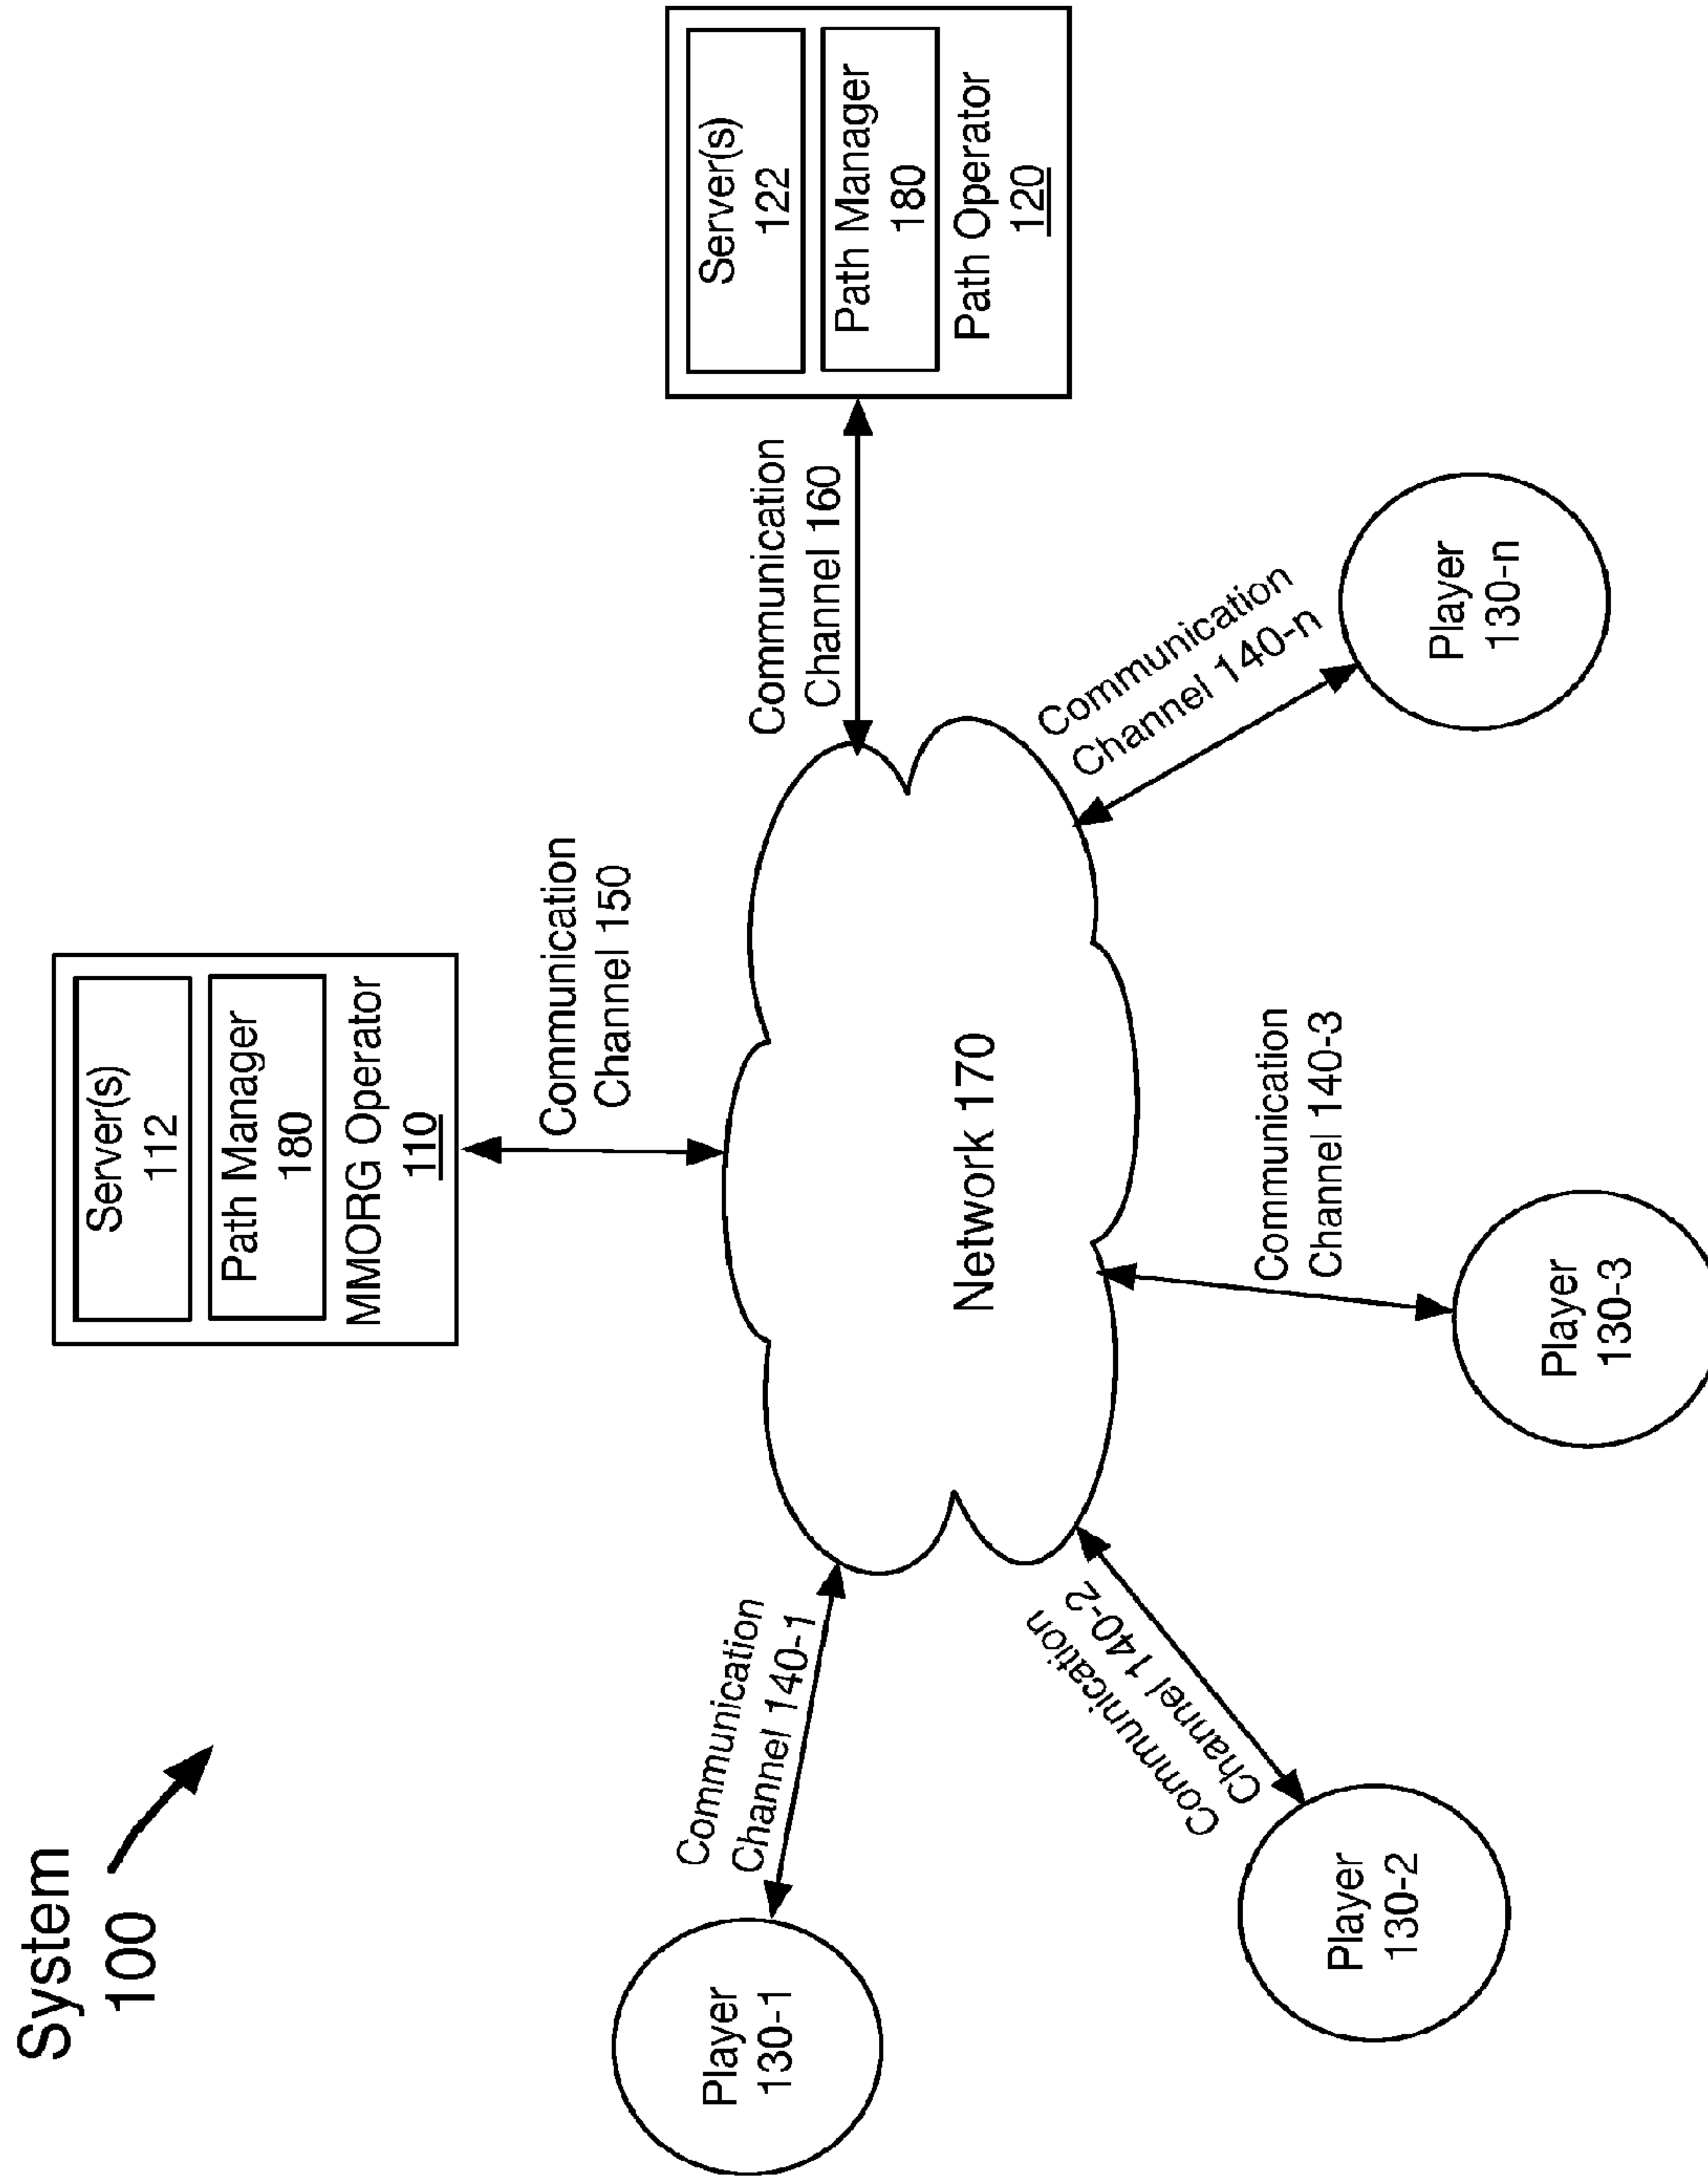 System
100
Server(s)
112
Path Manager
180
MMORG Operator
110
Communication
Channel 150
Server(s)
122
Path Manager
180
Path Operator
120
Communication
Channel 160
Communication
Channel 140-1
Player
130-1
Network 170
Communication
Channel 140-2
Player
130-2
Communication
Channel 140-3
Player
130-3
Communication
Channel 140-n
Player
130-n